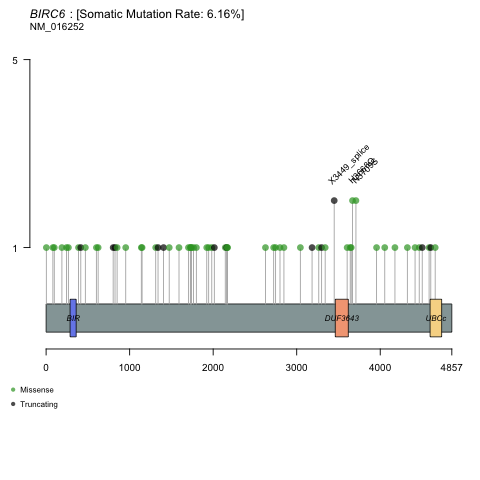 BIRC6 : [Somatic Mutation Rate: 6.16%]
NM_016252
5
X3449_splice
1
BIR DUF3643 UBCc
0 1000 2000 3000 4000 4857
Missense
Truncating